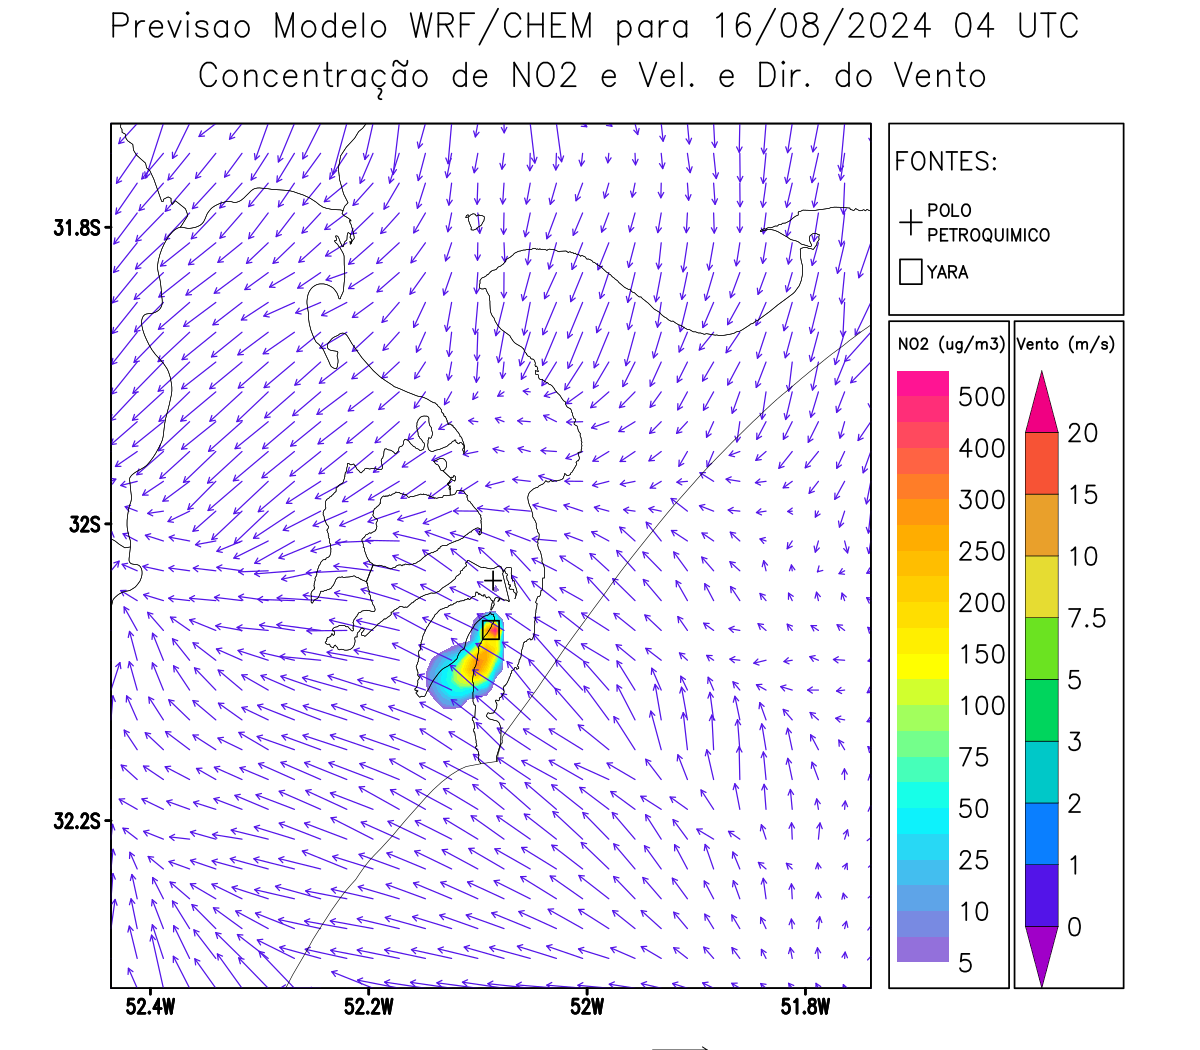 Previsao Modelo WRF/CHEM para 16/08/2024 04 UTC
Concentração de NO2 e Vel. e Dir. do Vento
FONTES:
POLO
PETROQUIMICO
YARA
NO2 (ug/m3)
500
400
300
250
200
150
100
75
50
25
10
5
Vento (m/s)
20
15
10
7.5
5
3
2
1
0
31.8S
32S
32.2S
52.4W
52.2W
52W
51.8W